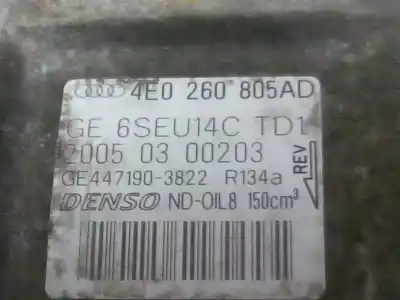 4E0 260 805AD
GE 6SEU14C TD1
2005 03 00203
GE447190-3822 R134a
REV
DENSO ND-OIL8 150cm³